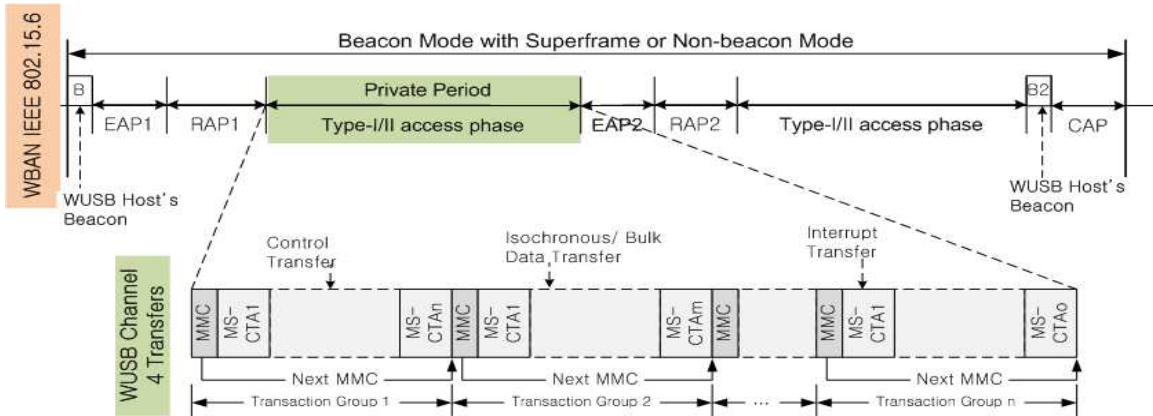 WBAN IEEE 802.15.6
Beacon Mode with Superframe or Non-beacon Mode
B
Private Period
B2
EAP1
RAP1
Type-I/II access phase
EAP2
RAP2
Type-I/II access phase
CAP
WUSB Host's
Beacon
WUSB Host's
Beacon
WUSB Channel
4 Transfers
Control
Transfer
Isochronous/ Bulk
Data Transfer
Interrupt
Transfer
MMC
MS-
CTA1
MS-
CTAn
MMC
MS-
CTA1
MS-
CTAm
MMC
MMC
MS-
CTA1
MS-
CTAo
Next MMC
Next MMC
Next MMC
Transaction Group 1
Transaction Group 2
...
Transaction Group n